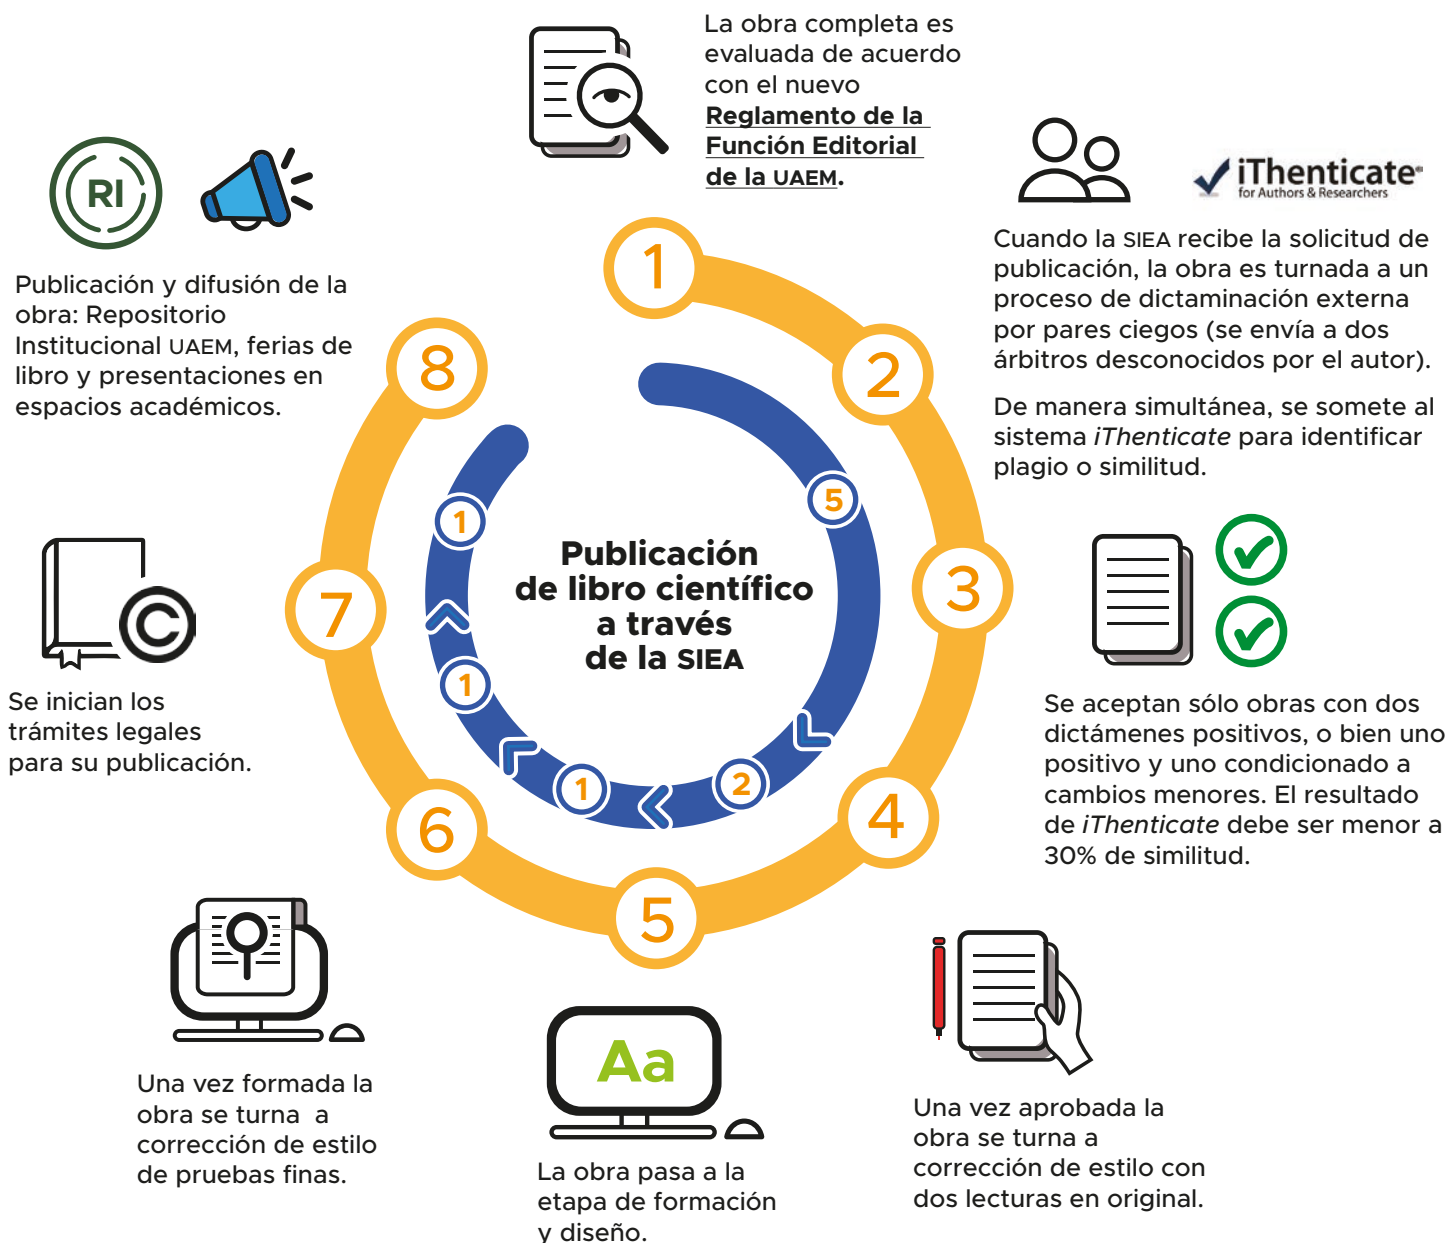 La obra completa es
evaluada de acuerdo
con el nuevo
Reglamento de la
Función Editorial
de la UAEM.
1
iThenticate®
for Authors & Researchers
Cuando la SIEA recibe la solicitud de
publicación, la obra es turnada a un
proceso de dictaminación externa
por pares ciegos (se envía a dos
árbitros desconocidos por el autor).
De manera simultánea, se somete al
sistema iThenticate para identificar
plagio o similitud.
2
Se aceptan sólo obras con dos
dictámenes positivos, o bien uno
positivo y uno condicionado a
cambios menores. El resultado
de iThenticate debe ser menor a
30% de similitud.
3
Una vez aprobada la
obra se turna a
corrección de estilo con
dos lecturas en original.
4
Aa
La obra pasa a la
etapa de formación
y diseño.
5
Una vez formada la
obra se turna a
corrección de estilo
de pruebas finas.
6
©
Se inician los
trámites legales
para su publicación.
7
RI
Publicación y difusión de la
obra: Repositorio
Institucional UAEM, ferias de
libro y presentaciones en
espacios académicos.
8
Publicación
de libro científico
a través
de la SIEA
5
2
1
1
1